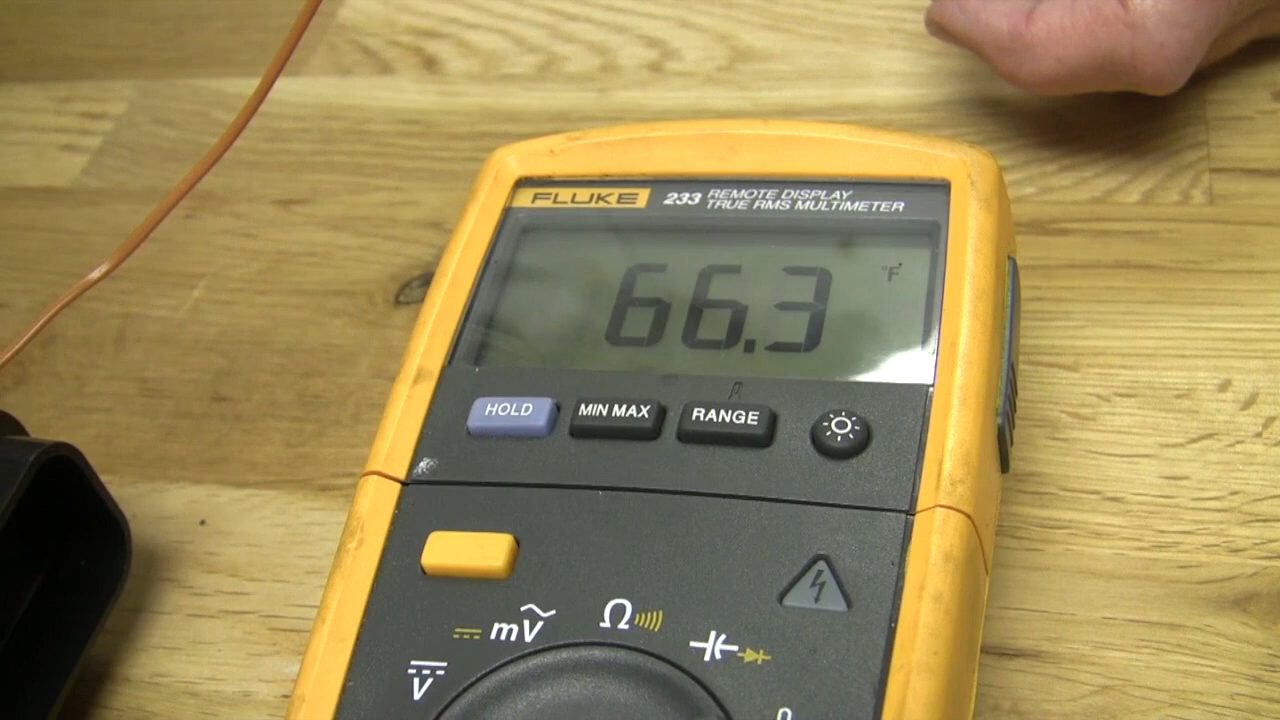 FLUKE 233 REMOTE DISPLAY
TRUE RMS MULTIMETER
66.3 °F
HOLD MIN MAX RANGE
mV Ω
V